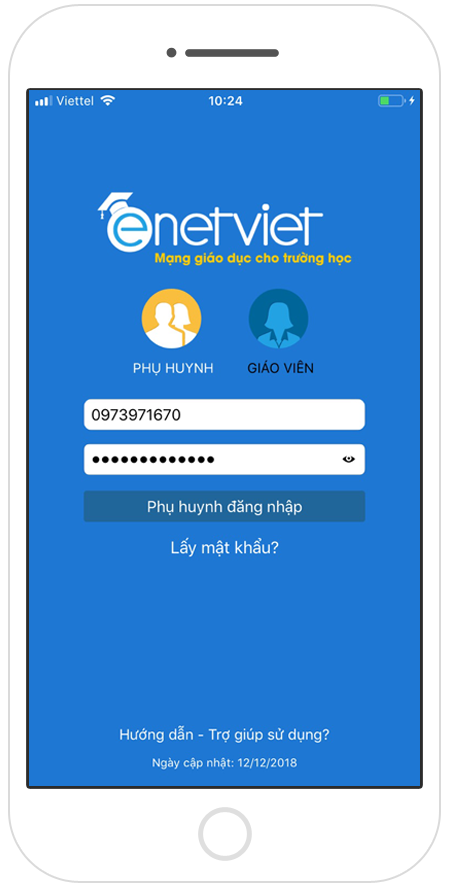 Viettel 10:24
enetviet
Mạng giáo dục cho trường học
PHỤ HUYNH GIÁO VIÊN
0973971670
•••••••••••••
Phụ huynh đăng nhập
Lấy mật khẩu?
Hướng dẫn - Trợ giúp sử dụng?
Ngày cập nhật: 12/12/2018